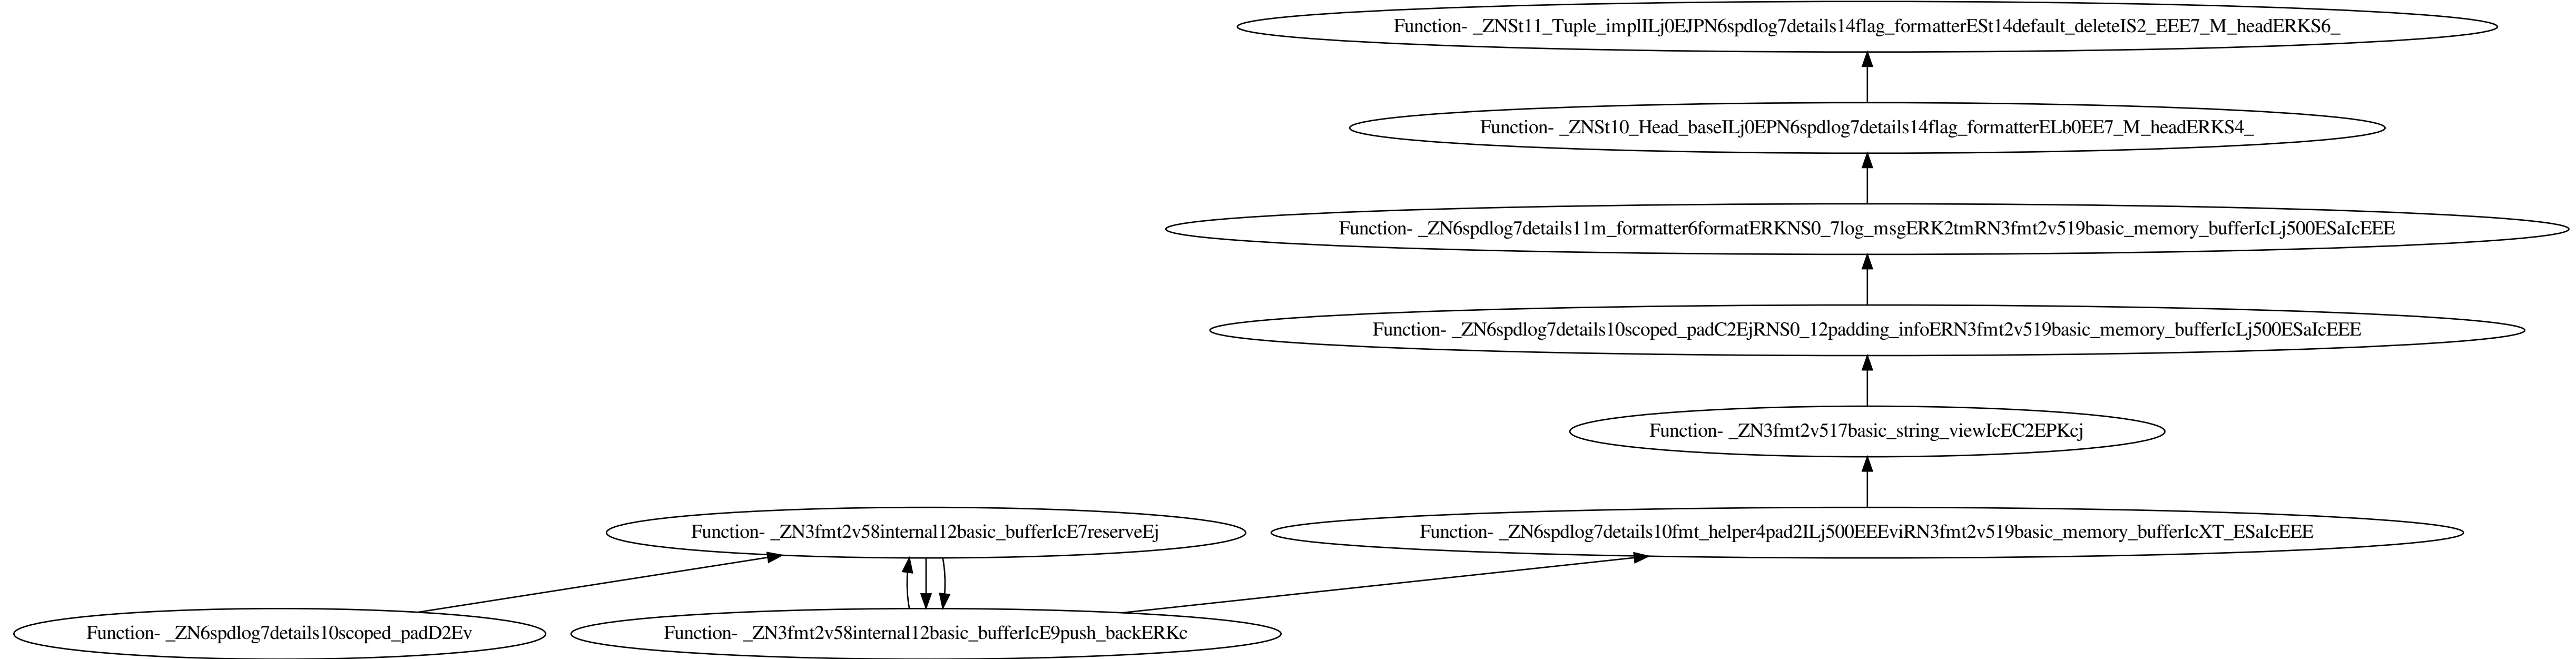 Function- _ZNSt11_Tuple_implILj0EJPN6spdlog7details14flag_formatterESt14default_deleteIS2_EEE7_M_headERKS6_
Function- _ZNSt10_Head_baseILj0EPN6spdlog7details14flag_formatterELb0EE7_M_headERKS4_
Function- _ZN6spdlog7details11m_formatter6formatERKNS0_7log_msgERK2tmRN3fmt2v519basic_memory_bufferIcLj500ESaIcEEE
Function- _ZN6spdlog7details10scoped_padC2EjRNS0_12padding_infoERN3fmt2v519basic_memory_bufferIcLj500ESaIcEEE
Function- _ZN3fmt2v517basic_string_viewIcEC2EPKcj
Function- _ZN3fmt2v58internal12basic_bufferIcE7reserveEj
Function- _ZN6spdlog7details10fmt_helper4pad2ILj500EEEviRN3fmt2v519basic_memory_bufferIcXT_ESaIcEEE
Function- _ZN6spdlog7details10scoped_padD2Ev
Function- _ZN3fmt2v58internal12basic_bufferIcE9push_backERKc